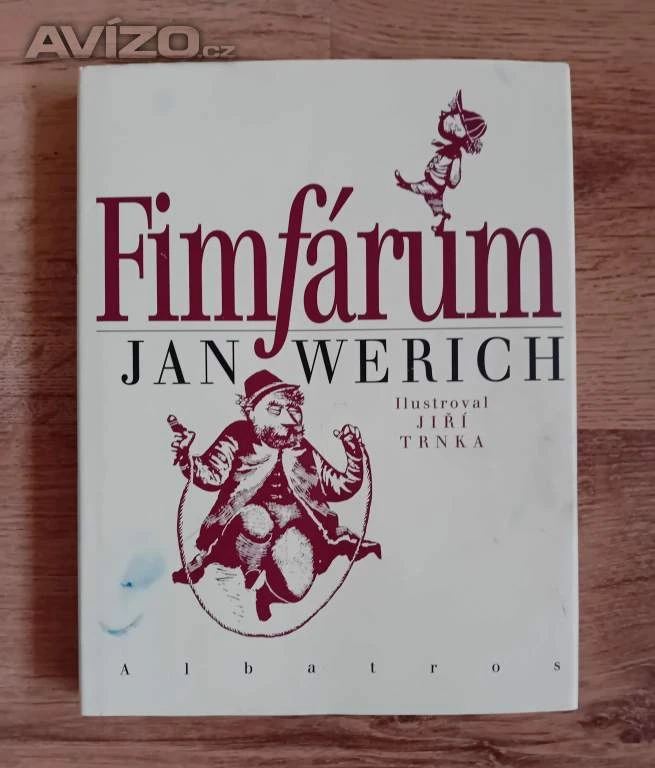 AVÍZO.cz
Fimfárum
JAN WERICH
Ilustroval
JIŘÍ
TRNKA
Albatros